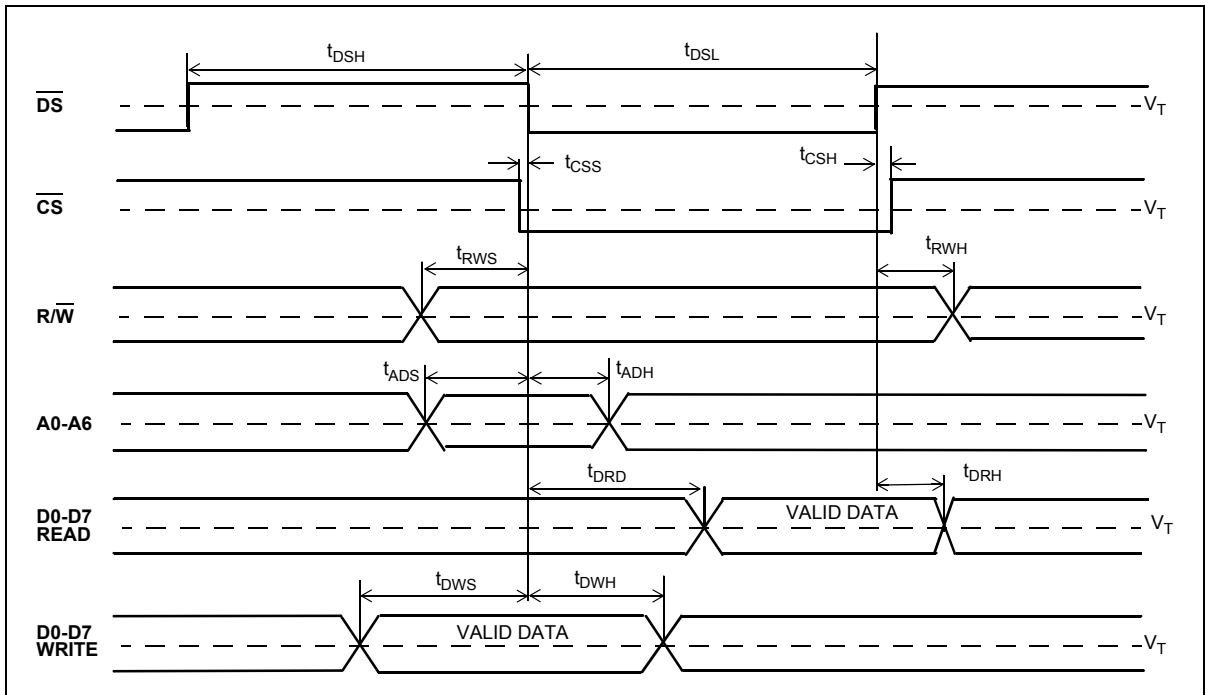 tDSH tDSL
DS VT
tCSS tCSH
CS VT
tRWS tRWH
R/W VT
tADS tADH
A0-A6 VT
tDRD tDRH
D0-D7 VALID DATA
READ VT
tDWS tDWH
D0-D7 VALID DATA
WRITE VT